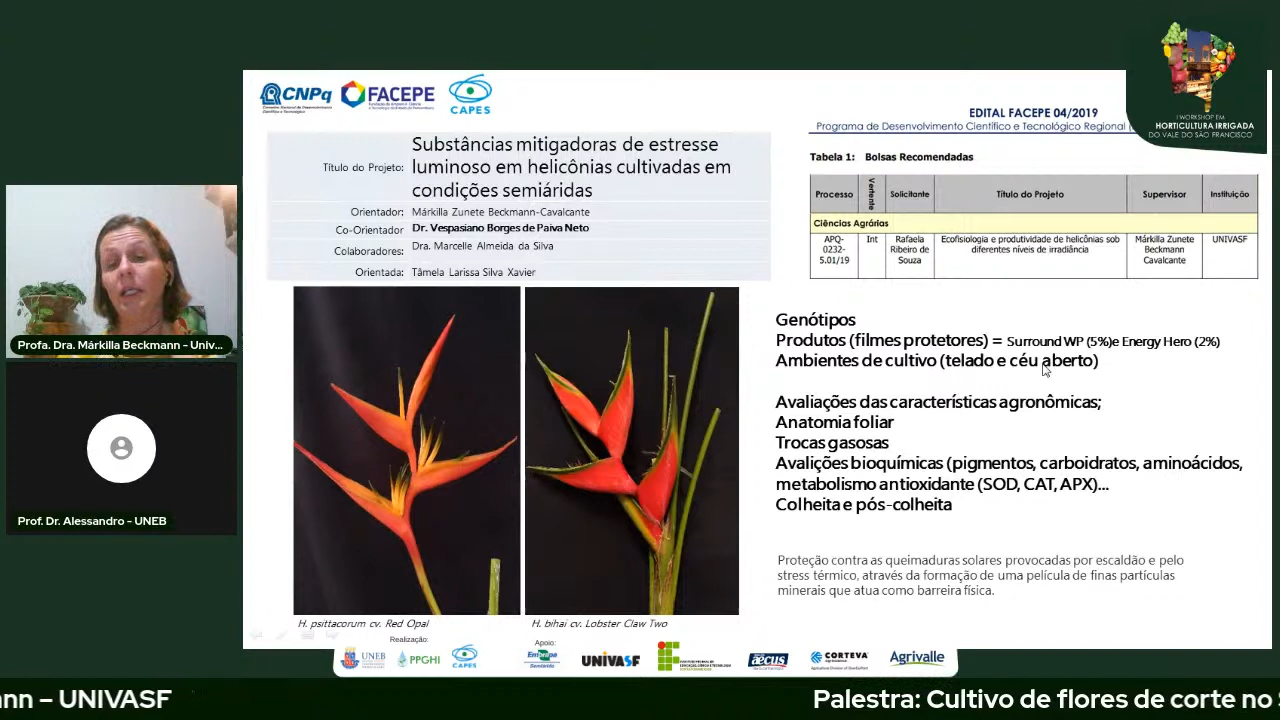 CNPq
FACEPE
CAPES
EDITAL FACEPE 04/2019
Programa de Desenvolvimento Científico e Tecnológico Regional
I WORKSHOP EM
HORTICULTURA IRRIGADA
DO VALE DO SÃO FRANCISCO
Título do Projeto: Substâncias mitigadoras de estresse
luminoso em helicônias cultivadas em
condições semiáridas
Orientador: Márkilla Zunete Beckmann-Cavalcante
Co-Orientador Dr. Vespasiano Borges de Paiva Neto
Colaboradores: Dra. Marcelle Almeida da Silva
Orientada: Tâmela Larissa Silva Xavier
Tabela 1: Bolsas Recomendadas
Processo Vertente Solicitante Título do Projeto Supervisor Instituição
Ciências Agrárias
APQ- Int Rafaela Ecofisiologia e produtividade de helicônias sob Márkilla Zunete UNIVASF
0232- Ribeiro de diferentes níveis de irradiância Beckmann
5.01/19 Souza Cavalcante
Genótipos
Produtos (filmes protetores) = Surround WP (5%)e Energy Hero (2%)
Ambientes de cultivo (telado e céu aberto)
Avaliações das características agronômicas;
Anatomia foliar
Trocas gasosas
Avalições bioquímicas (pigmentos, carboidratos, aminoácidos,
metabolismo antioxidante (SOD, CAT, APX)...
Colheita e pós-colheita
Proteção contra as queimaduras solares provocadas por escaldão e pelo
stress térmico, através da formação de uma película de finas partículas
minerais que atua como barreira física.
H. psittacorum cv. Red Opal
H. bihai cv. Lobster Claw Two
Profa. Dra. Márkilla Beckmann - Univ...
Prof. Dr. Alessandro - UNEB
Realização:
Apoio:
UNEB
PPGHI
CAPES
Embrapa
Semiárido
UNIVASF
æcus
CORTEVA
agriscience
Agrivalle
nn – UNIVASF
Palestra: Cultivo de flores de corte no